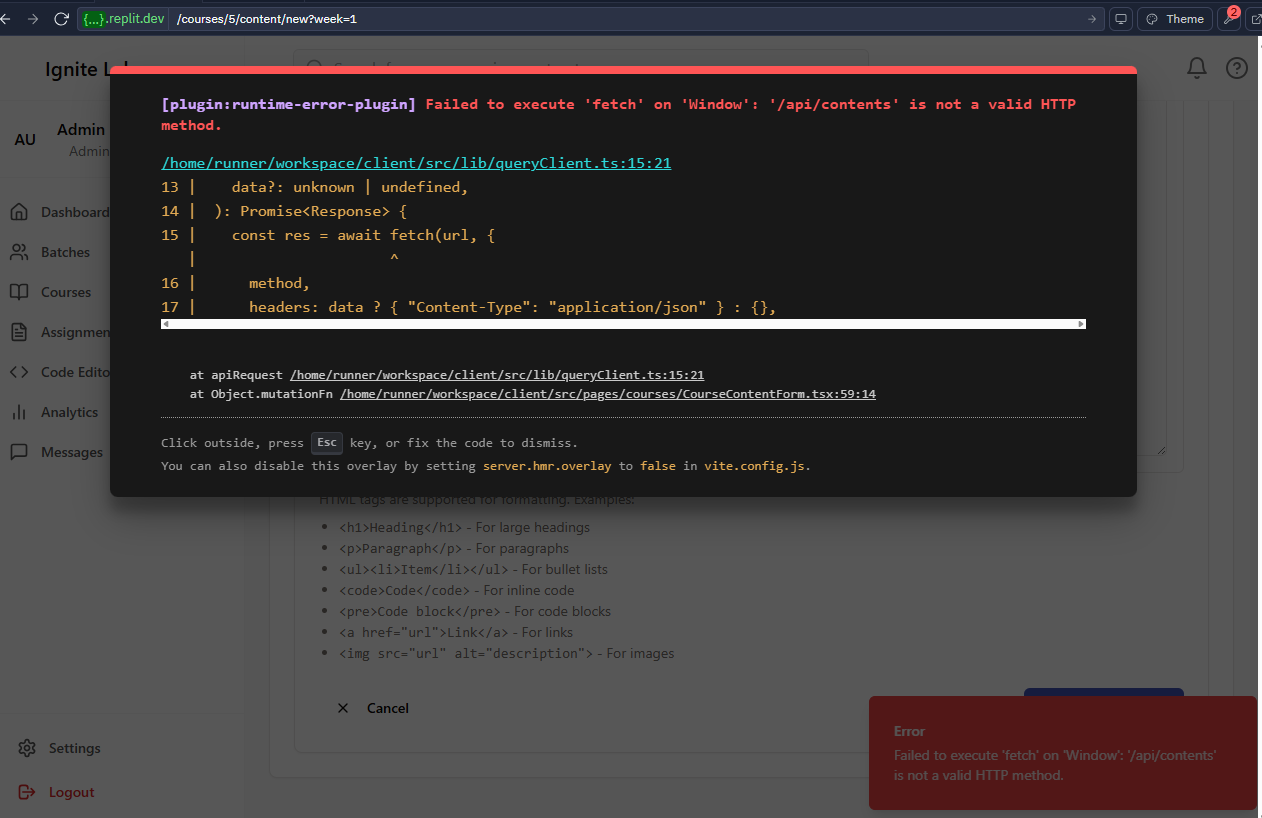 {...}.replit.dev /courses/5/content/new?week=1
Theme
2
Ignite L
AU
Admin
Admin
Dashboard
Batches
Courses
Assignmen
Code Edito
Analytics
Messages
Settings
Logout
[plugin:runtime-error-plugin] Failed to execute 'fetch' on 'Window': '/api/contents' is not a valid HTTP
method.
/home/runner/workspace/client/src/lib/queryClient.ts:15:21
13 | data?: unknown | undefined,
14 | ): Promise<Response> {
15 | const res = await fetch(url, {
| ^
16 | method,
17 | headers: data ? { "Content-Type": "application/json" } : {},
at apiRequest /home/runner/workspace/client/src/lib/queryClient.ts:15:21
at Object.mutationFn /home/runner/workspace/client/src/pages/courses/CourseContentForm.tsx:59:14
Click outside, press Esc key, or fix the code to dismiss.
You can also disable this overlay by setting server.hmr.overlay to false in vite.config.js.
HTML tags are supported for formatting. Examples:
• <h1>Heading</h1> - For large headings
• <p>Paragraph</p> - For paragraphs
• <ul><li>Item</li></ul> - For bullet lists
• <code>Code</code> - For inline code
• <pre>Code block</pre> - For code blocks
• <a href="url">Link</a> - For links
• <img src="url" alt="description"> - For images
Cancel
Error
Failed to execute 'fetch' on 'Window': '/api/contents'
is not a valid HTTP method.